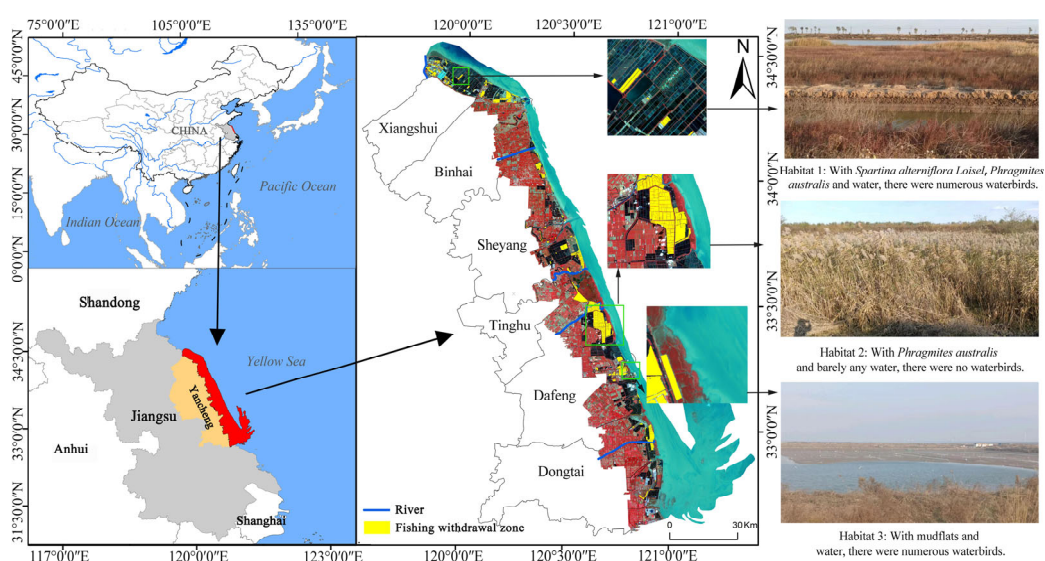 75°0'0"E 105°0'0"E 135°0'0"E
45°0'0"N
30°0'0"N
15°0'0"N
0°0'0"N
CHINA
Pacific Ocean
Indian Ocean
Shandong
Yellow Sea
Jiangsu
Yancheng
Anhui
Shanghai
34°30'0"N
33°0'0"N
31°30'0"N
117°0'0"E 120°0'0"E 123°0'0"E
120°0'0"E 120°30'0"E 121°0'0"E
N
Xiangshui
Binhai
Sheyang
Tinghu
Dafeng
Dongtai
River
Fishing withdrawal zone
0 30Km
34°30'0"N
34°0'0"N
33°30'0"N
33°0'0"N
120°0'0"E 120°30'0"E 121°0'0"E
Habitat 1: With Spartina alterniflora Loisel, Phragmites
australis and water, there were numerous waterbirds.
Habitat 2: With Phragmites australis
and barely any water, there were no waterbirds.
Habitat 3: With mudflats and
water, there were numerous waterbirds.